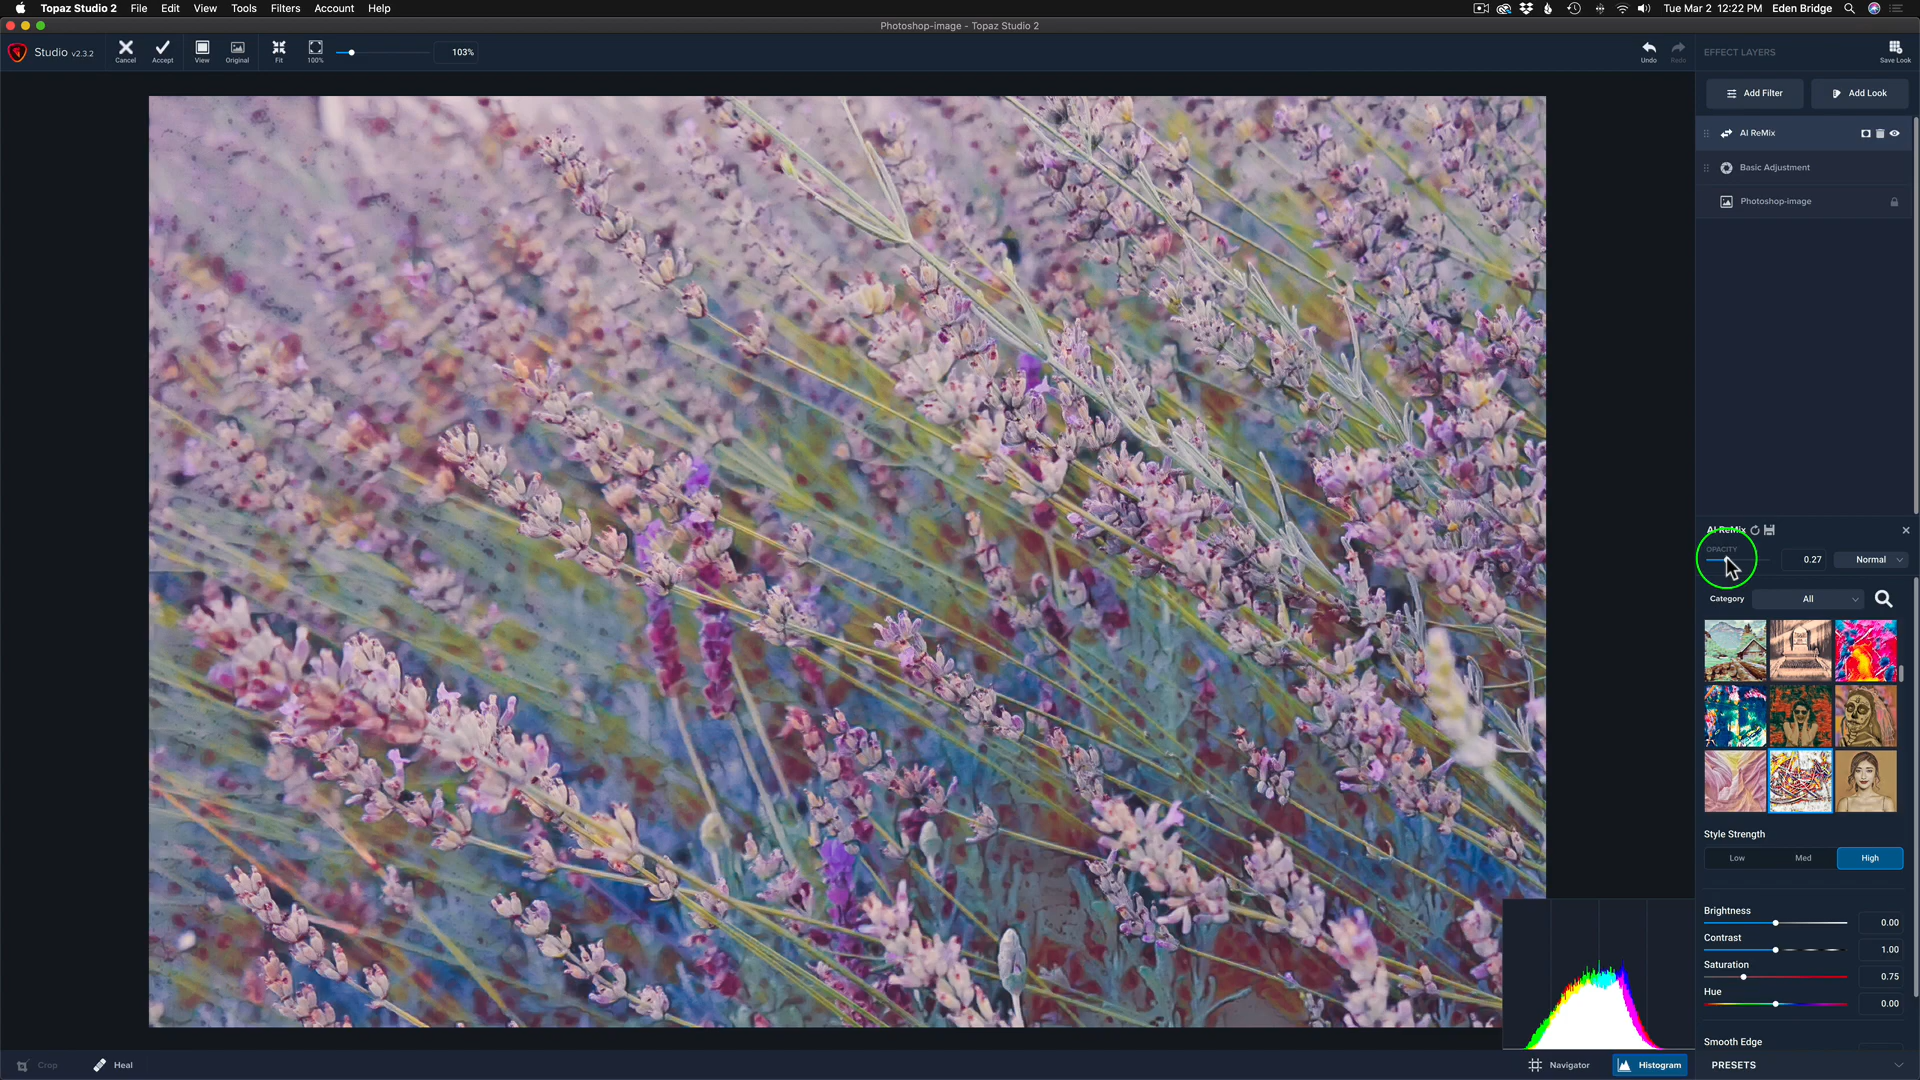 Topaz Studio 2 File Edit View Tools Filters Account Help
Tue Mar 2 12:22 PM Eden Bridge
Photoshop-image - Topaz Studio 2
Studio v2.3.2
Cancel Accept View Original Fit 100% 103%
Undo Redo
EFFECT LAYERS
Save Look
Add Filter Add Look
AI ReMix
Basic Adjustment
Photoshop-image
AI ReMix
OPACITY
0.27 Normal
Category All
Style Strength
Low Med High
Brightness
0.00
Contrast
1.00
Saturation
0.75
Hue
0.00
Smooth Edge
Crop Heal Navigator Histogram PRESETS